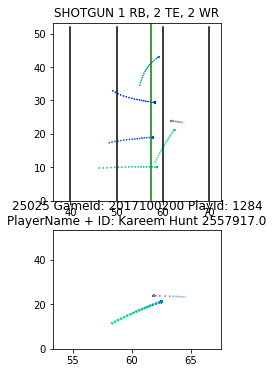 SHOTGUN 1 RB, 2 TE, 2 WR
50
40
30
20
10
0
40 50 60 70
25025 GameId: 2017100200 PlayId: 1284
PlayerName + ID: Kareem Hunt 2557917.0
40
20
0
55 60 65